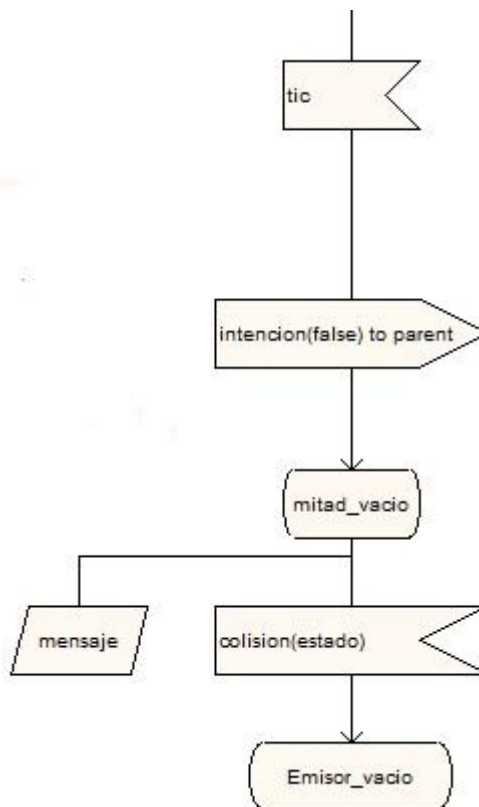 tic
intencion(false) to parent
mitad_vacio
mensaje
colision(estado)
Emisor_vacio